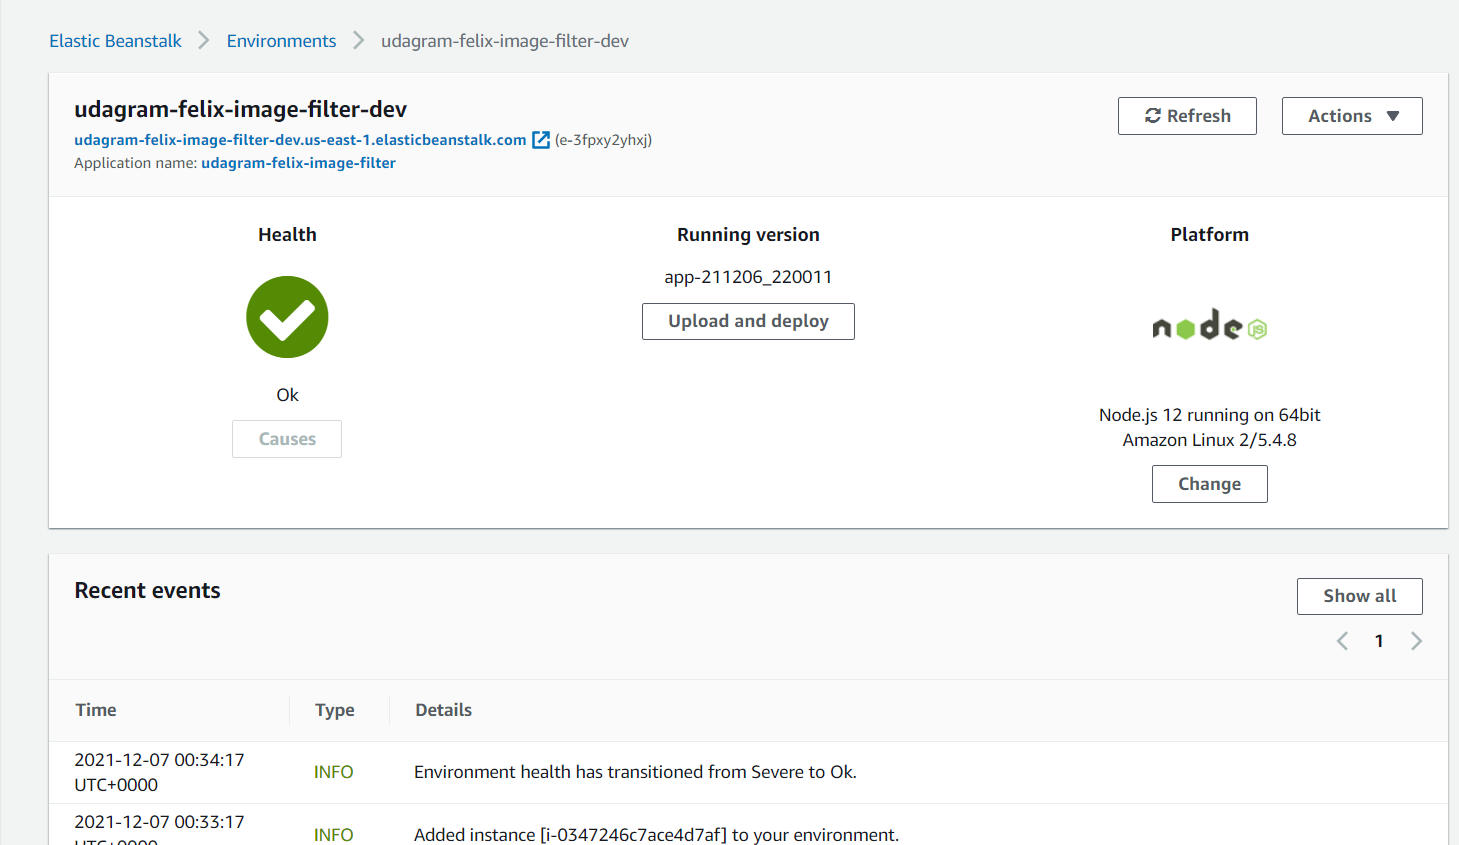 Elastic Beanstalk > Environments > udagram-felix-image-filter-dev
udagram-felix-image-filter-dev
udagram-felix-image-filter-dev.us-east-1.elasticbeanstalk.com (e-3fpxy2yhxj)
Application name: udagram-felix-image-filter
Refresh
Actions
Health
Ok
Causes
Running version
app-211206_220011
Upload and deploy
Platform
node JS
Node.js 12 running on 64bit
Amazon Linux 2/5.4.8
Change
Recent events
Show all
1
Time Type Details
2021-12-07 00:34:17
UTC+0000
INFO
Environment health has transitioned from Severe to Ok.
2021-12-07 00:33:17
UTC+0000
INFO
Added instance [i-0347246c7ace4d7af] to your environment.